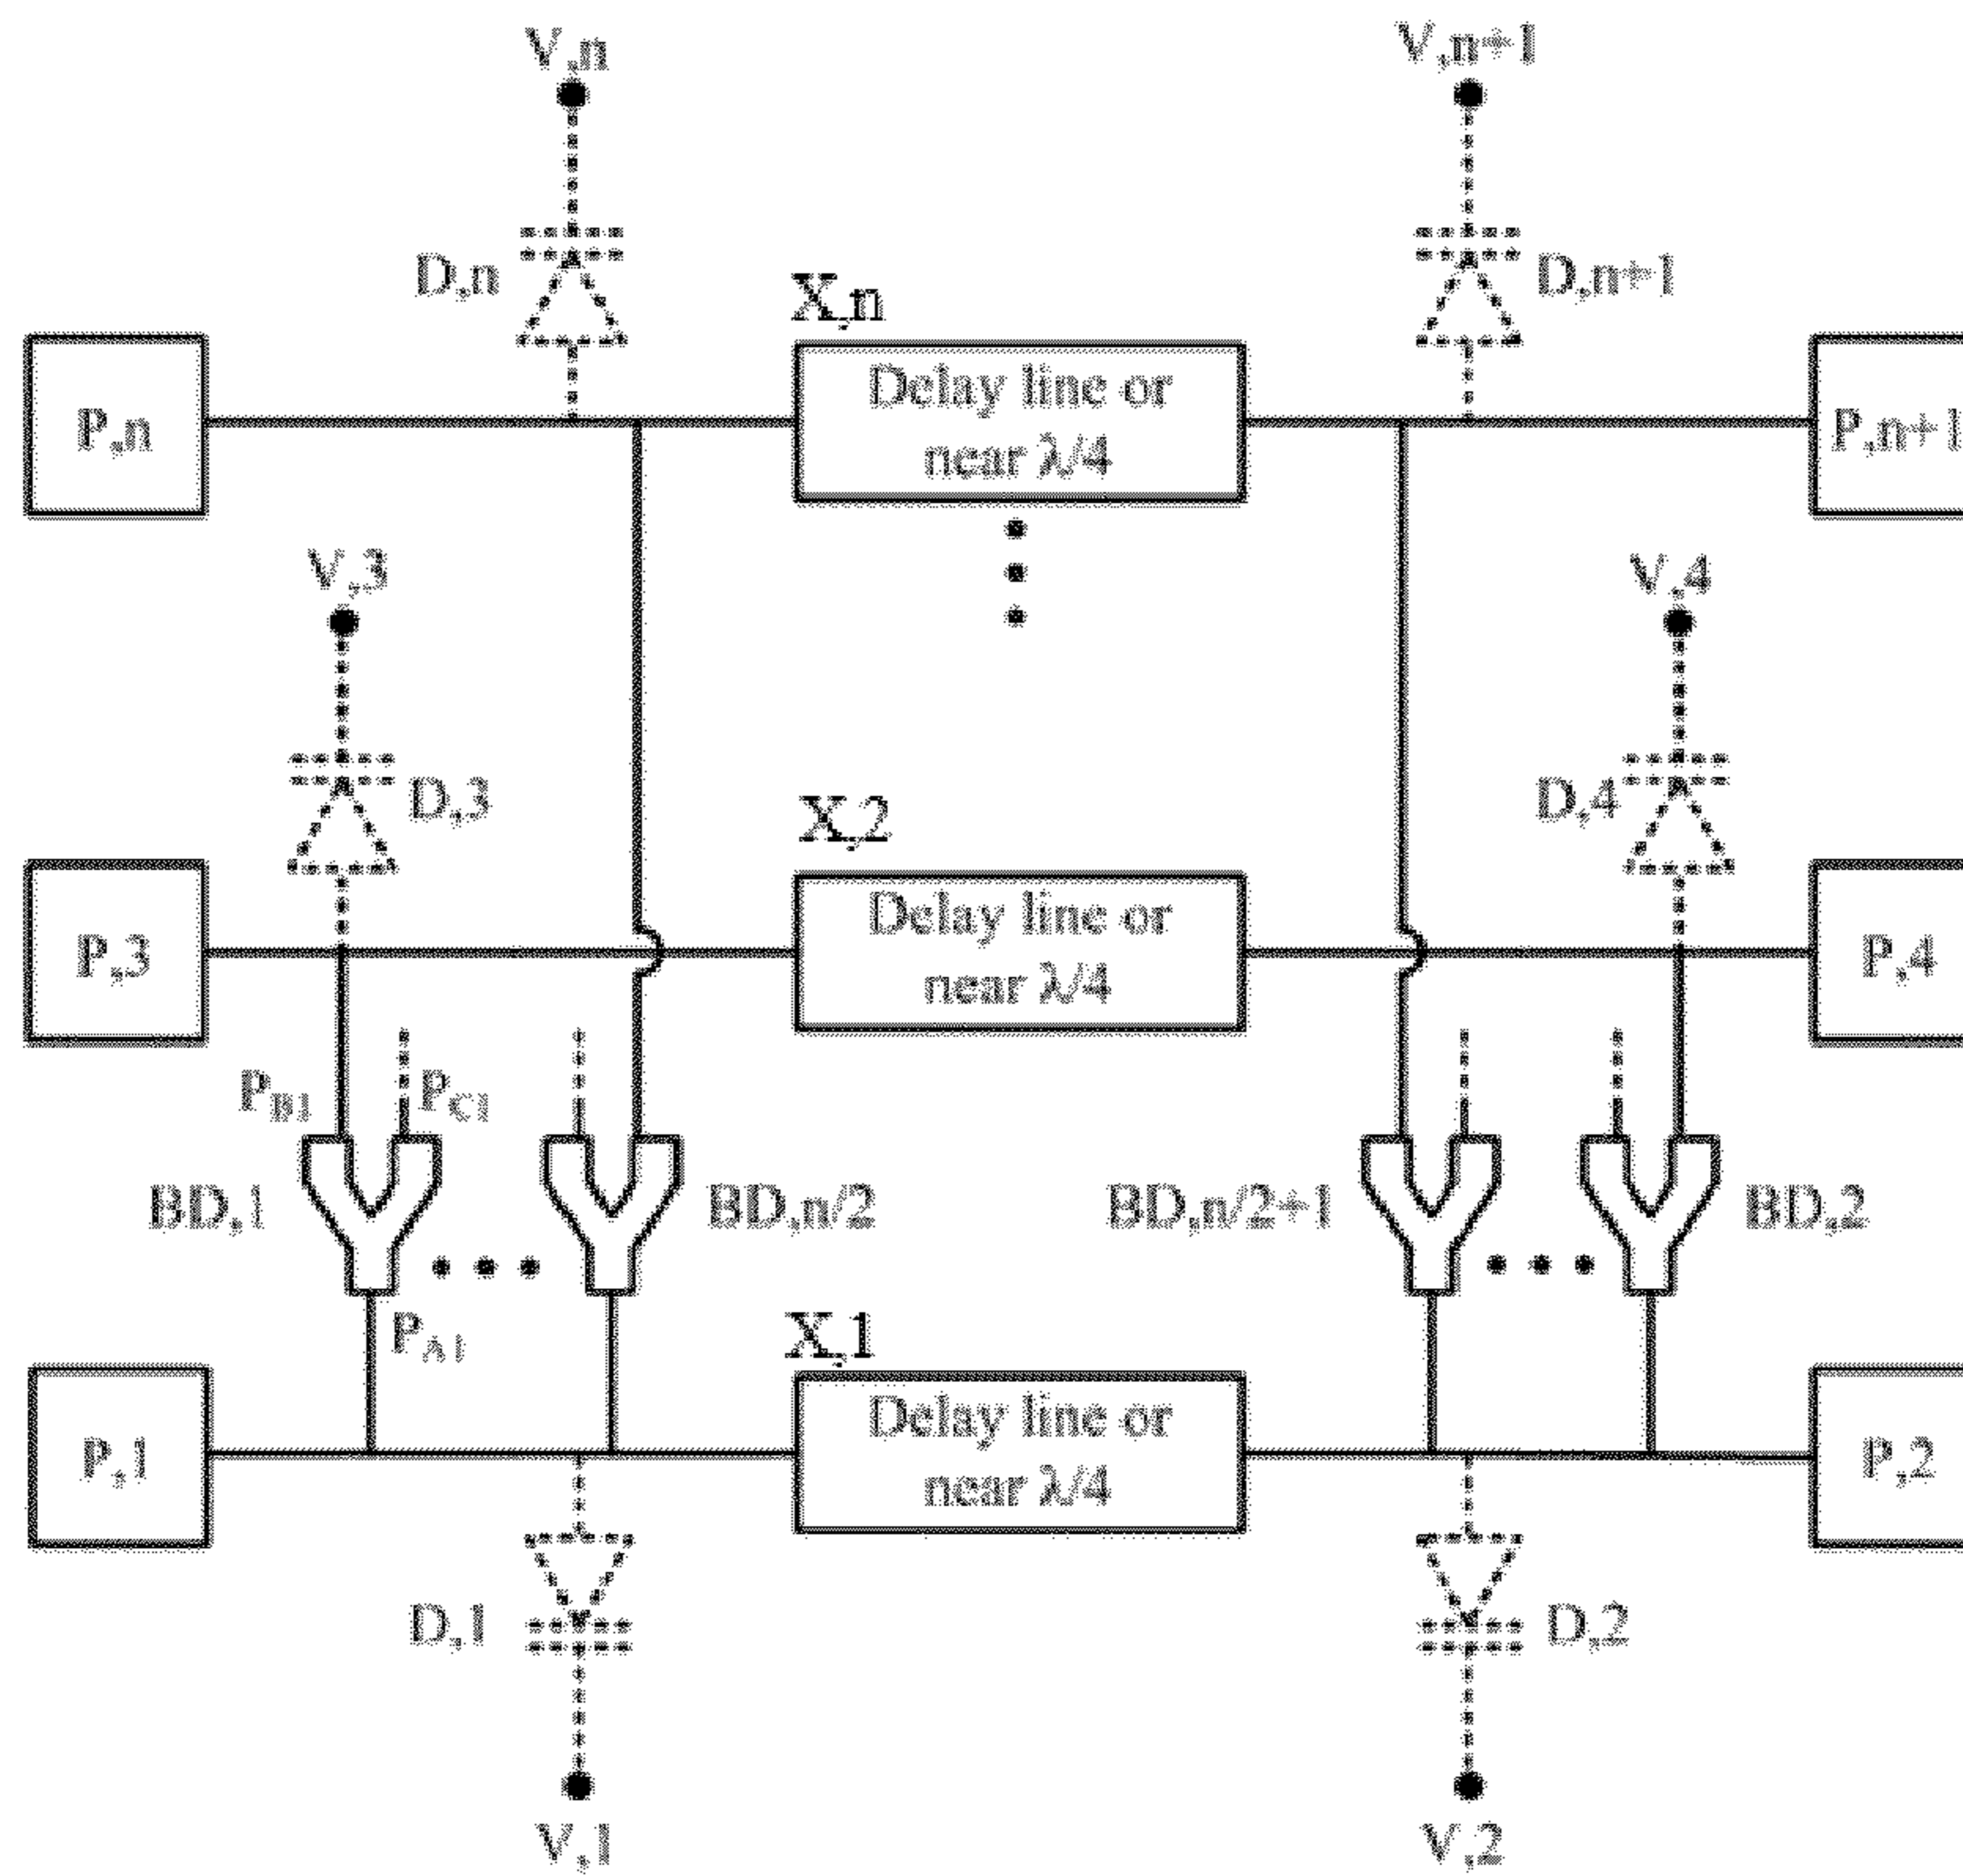 V,n
V,n+1
D,n
D,n+1
X,n
P,n
Delay line or
near λ/4
P,n+1
V,3
V,4
D,3
D,4
X,2
P,3
Delay line or
near λ/4
P,4
PB1
PC1
BD,1
BD,n/2
BD,n/2+1
BD,2
PA1
X,1
P,1
Delay line or
near λ/4
P,2
D,1
D,2
V,1
V,2